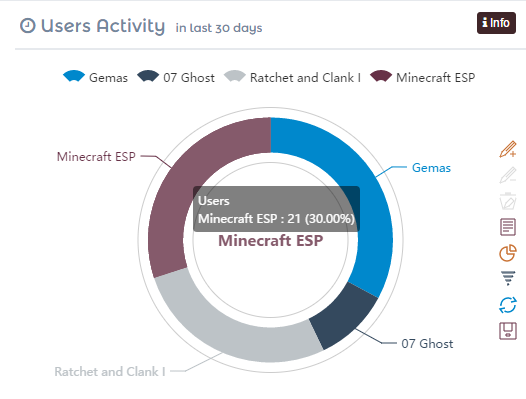 Users Activity in last 30 days
Info
Gemas 07 Ghost Ratchet and Clank I Minecraft ESP
Minecraft ESP
Gemas
Users
Minecraft ESP : 21 (30.00%)
Minecraft ESP
07 Ghost
Ratchet and Clank I